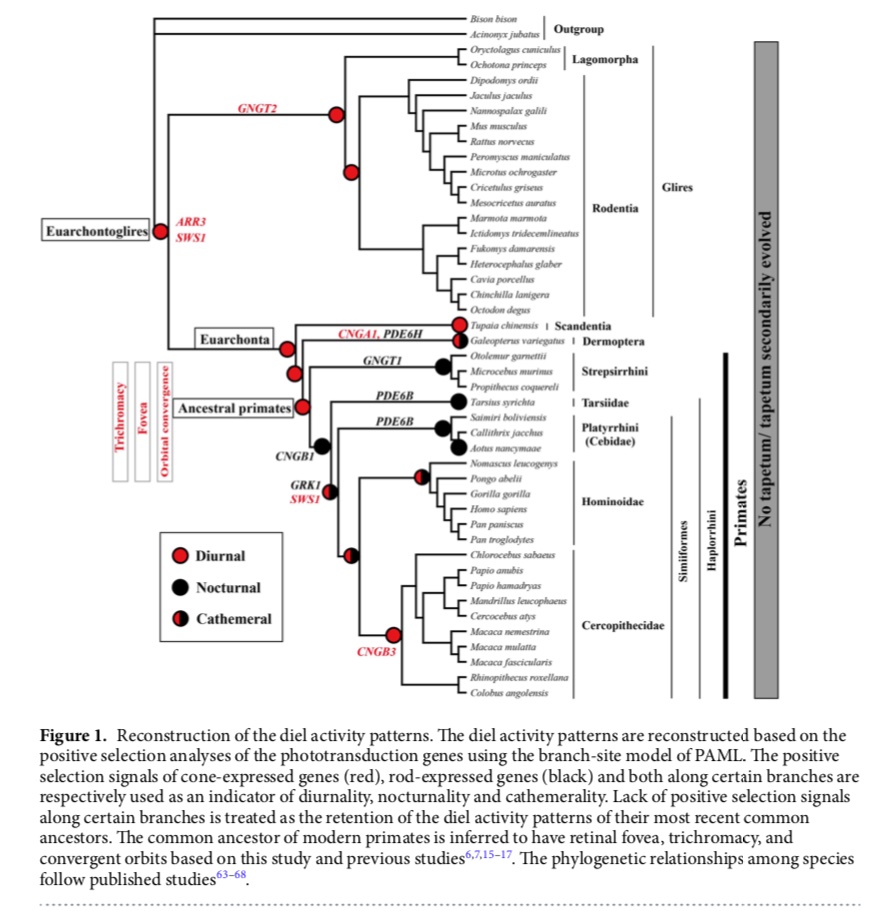 Bison bison
Acinonyx jubatus
Outgroup
Oryctolagus cuniculus
Ochotona princeps
Lagomorpha
Dipodomys ordii
Jaculus jaculus
Nannospalax galili
Mus musculus
Rattus norvecus
Peromyscus maniculatus
Microtus ochrogaster
Cricetulus griseus
Mesocricetus auratus
Marmota marmota
Ictidomys tridecemlineatus
Fukomys damarensis
Heterocephalus glaber
Cavia porcellus
Chinchilla lanigera
Octodon degus
Rodentia
Glires
GNGT2
Euarchontoglires
ARR3
SWS1
Euarchonta
Tupaia chinensis
Scandentia
CNGA1, PDE6H
Galeopterus variegatus
Dermoptera
GNGT1
Otolemur garnettii
Microcebus murinus
Propithecus coquereli
Strepsirrhini
Trichromacy
Fovea
Orbital convergence
Ancestral primates
PDE6B
Tarsius syrichta
Tarsiidae
PDE6B
Saimiri boliviensis
Callithrix jacchus
Aotus nancymaae
Platyrrhini
(Cebidae)
CNGB1
GRK1
SWS1
Nomascus leucogenys
Pongo abelii
Gorilla gorilla
Homo sapiens
Pan paniscus
Pan troglodytes
Hominoidae
Chlorocebus sabaeus
Papio anubis
Papio hamadryas
Mandrillus leucophaeus
Cercocebus atys
Macaca nemestrina
Macaca mulatta
Macaca fascicularis
Rhinopithecus roxellana
Colobus angolensis
Cercopithecidae
CNGB3
Simiiformes
Haplorrhini
Primates
No tapetum/ tapetum secondarily evolved
Diurnal
Nocturnal
Cathemeral
Figure 1. Reconstruction of the diel activity patterns. The diel activity patterns are reconstructed based on the
positive selection analyses of the phototransduction genes using the branch-site model of PAML. The positive
selection signals of cone-expressed genes (red), rod-expressed genes (black) and both along certain branches are
respectively used as an indicator of diurnality, nocturnality and cathemerality. Lack of positive selection signals
along certain branches is treated as the retention of the diel activity patterns of their most recent common
ancestors. The common ancestor of modern primates is inferred to have retinal fovea, trichromacy, and
convergent orbits based on this study and previous studies6,7,15–17. The phylogenetic relationships among species
follow published studies63–68.